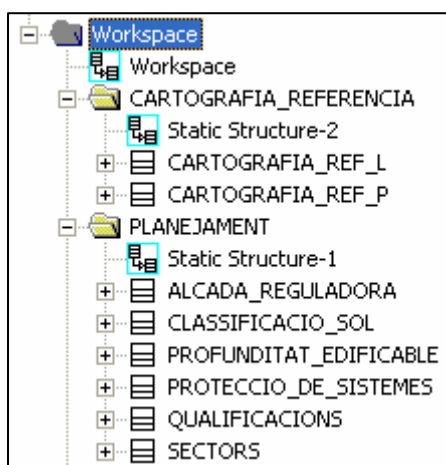 Workspace
Workspace
CARTOGRAFIA_REFERENCIA
Static Structure-2
CARTOGRAFIA_REF_L
CARTOGRAFIA_REF_P
PLANEJAMENT
Static Structure-1
ALCADA_REGULADORA
CLASSIFICACIO_SOL
PROFUNDITAT_EDIFICABLE
PROTECCIO_DE_SISTEMES
QUALIFICACIONS
SECTORS